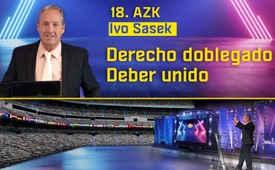 18. AZK
Ivo Sasek
Derecho doblegado
Deber unido